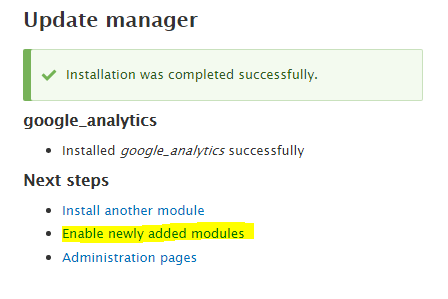 Update manager
Installation was completed successfully.
google_analytics
Installed google_analytics successfully
Next steps
Install another module
Enable newly added modules
Administration pages